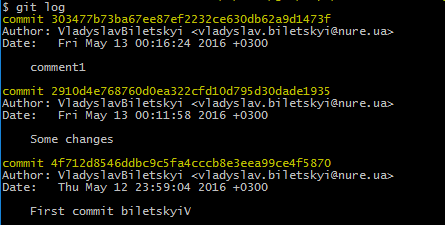 $ git log
commit 303477b73ba67ee87ef2232ce630db62a9d1473f
Author: VladyslavBiletskyi <vladyslav.biletskyi@nure.ua>
Date:   Fri May 13 00:16:24 2016 +0300

    comment1

commit 2910d4e768760d0ea322cfd10d795d30dade1935
Author: VladyslavBiletskyi <vladyslav.biletskyi@nure.ua>
Date:   Fri May 13 00:11:58 2016 +0300

    Some changes

commit 4f712d8546ddbc9c5fa4cccb8e3eea99ce4f5870
Author: VladyslavBiletskyi <vladyslav.biletskyi@nure.ua>
Date:   Thu May 12 23:59:04 2016 +0300

    First commit biletskyiV